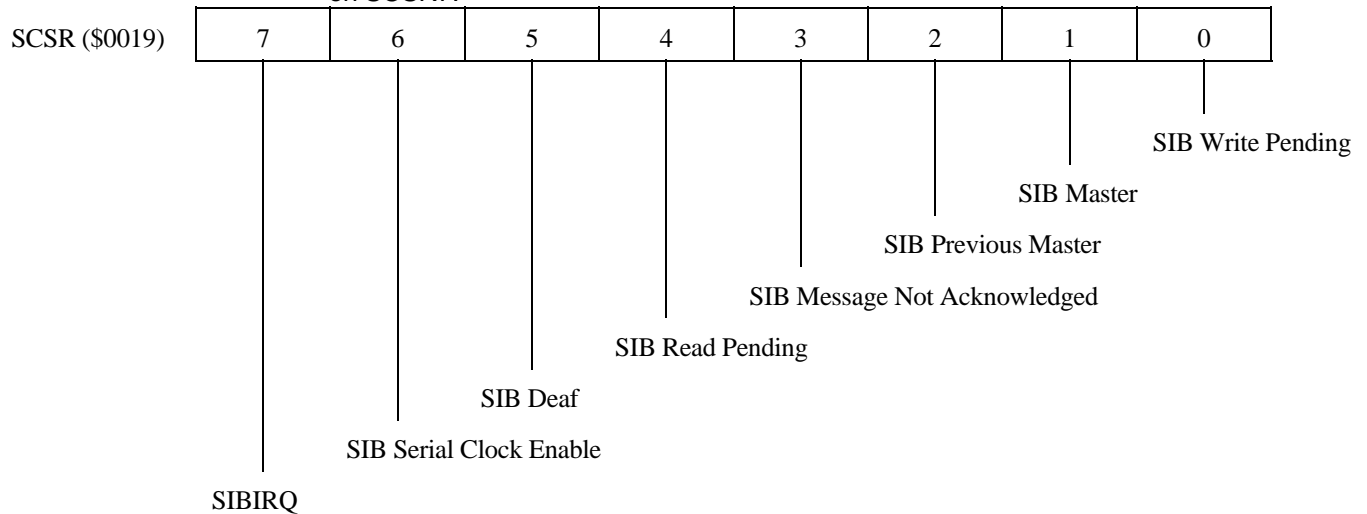 SCSR ($0019) 7 6 5 4 3 2 1 0
SIB Write Pending
SIB Master
SIB Previous Master
SIB Message Not Acknowledged
SIB Read Pending
SIB Deaf
SIB Serial Clock Enable
SIBIRQ